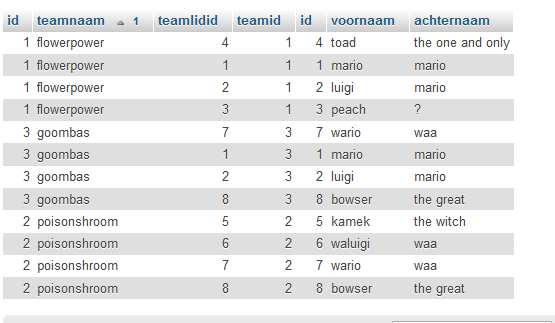 id teamnaam 1 teamlidid teamid id voornaam achternaam
1 flowerpower 4 1 4 toad the one and only
1 flowerpower 1 1 1 mario mario
1 flowerpower 2 1 2 luigi mario
1 flowerpower 3 1 3 peach ?
3 goombas 7 3 7 wario waa
3 goombas 1 3 1 mario mario
3 goombas 2 3 2 luigi mario
3 goombas 8 3 8 bowser the great
2 poisonshroom 5 2 5 kamek the witch
2 poisonshroom 6 2 6 waluigi waa
2 poisonshroom 7 2 7 wario waa
2 poisonshroom 8 2 8 bowser the great